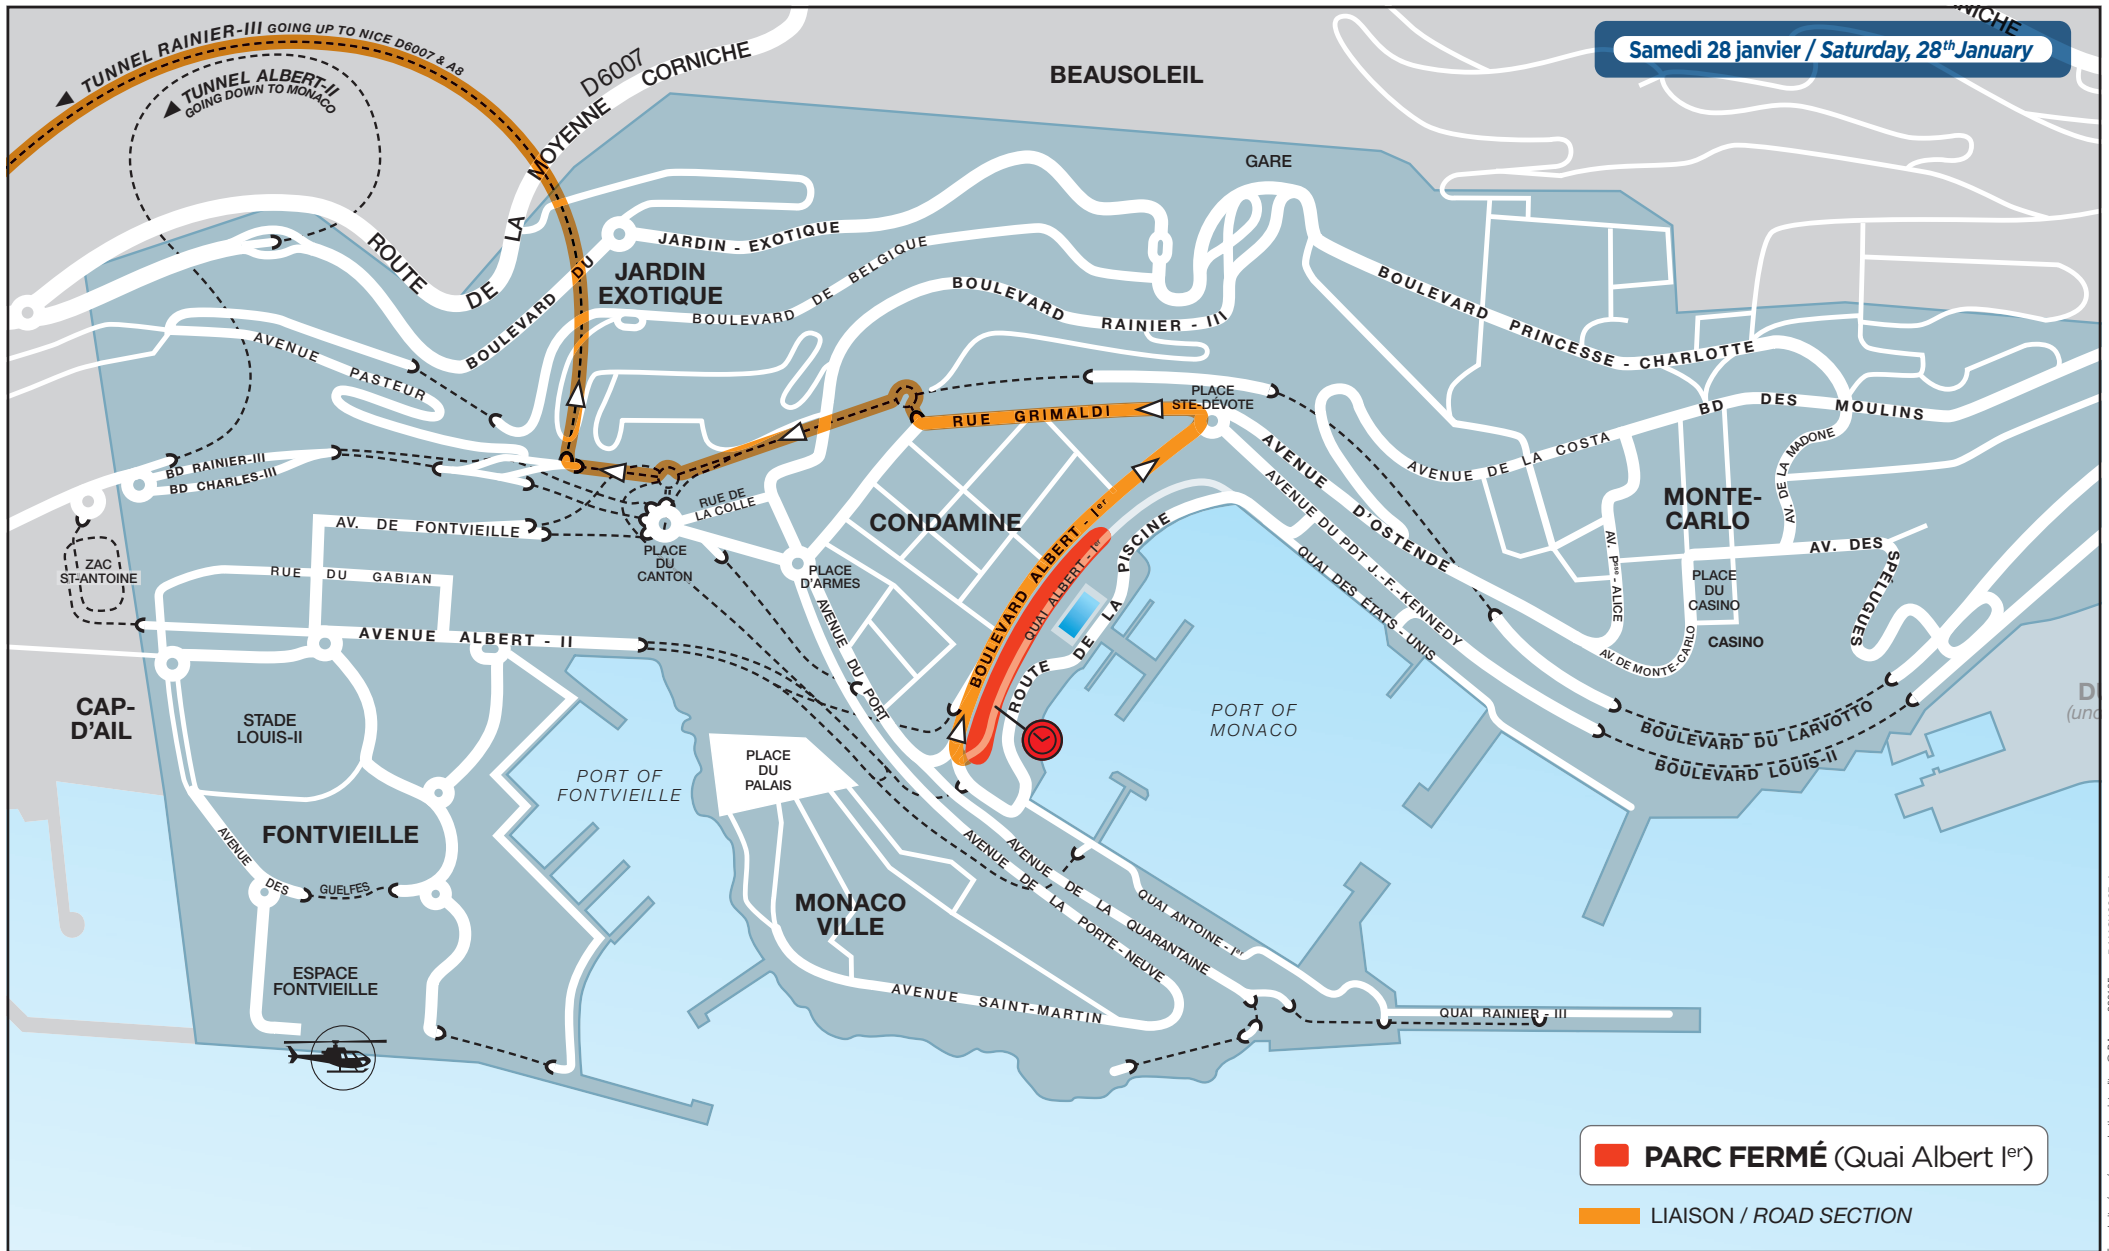 TUNNEL RAINIER-III GOING UP TO NICE D6007 & A8
TUNNEL ALBERT-II
GOING DOWN TO MONACO
D6007
MOYENNE CORNICHE
BEAUSOLEIL
Samedi 28 janvier / Saturday, 28th January
GARE
ROUTE DE LA
BOULEVARD DU JARDIN - EXOTIQUE
JARDIN
EXOTIQUE
BOULEVARD DE BELGIQUE
BOULEVARD RAINIER - III
BOULEVARD PRINCESSE - CHARLOTTE
AVENUE PASTEUR
PLACE
STE-DÉVOTE
RUE GRIMALDI
BD DES MOULINS
AVENUE DE LA COSTA
AV. DE LA MADONE
BD RAINIER-III
BD CHARLES-III
RUE DE
LA COLLE
AV. DE FONTVIEILLE
CONDAMINE
AVENUE D'OSTENDE
AVENUE DU PDT J.-F.-KENNEDY
QUAI DES ÉTATS - UNIS
MONTE-
CARLO
AV. Psse - ALICE
AV. DES SPÉLUGUES
PLACE
DU
CASINO
CASINO
AV. DE MONTE-CARLO
ZAC
ST-ANTOINE
RUE DU GABIAN
PLACE
DU
CANTON
PLACE
D'ARMES
BOULEVARD ALBERT - Ier
QUAI ALBERT - Ier
ROUTE DE LA PISCINE
AVENUE ALBERT - II
AVENUE DU PORT
CAP-
D'AIL
STADE
LOUIS-II
PORT OF
MONACO
BOULEVARD DU LARVOTTO
BOULEVARD LOUIS-II
PORT OF
FONTVIEILLE
PLACE
DU
PALAIS
FONTVIEILLE
AVENUE DES GUELFES
MONACO
VILLE
AVENUE DE LA QUARANTAINE
AVENUE DE LA PORTE - NEUVE
QUAI ANTOINE - Ier
ESPACE
FONTVIEILLE
AVENUE SAINT-MARTIN
QUAI RAINIER - III
PARC FERMÉ (Quai Albert Ier)
LIAISON / ROAD SECTION